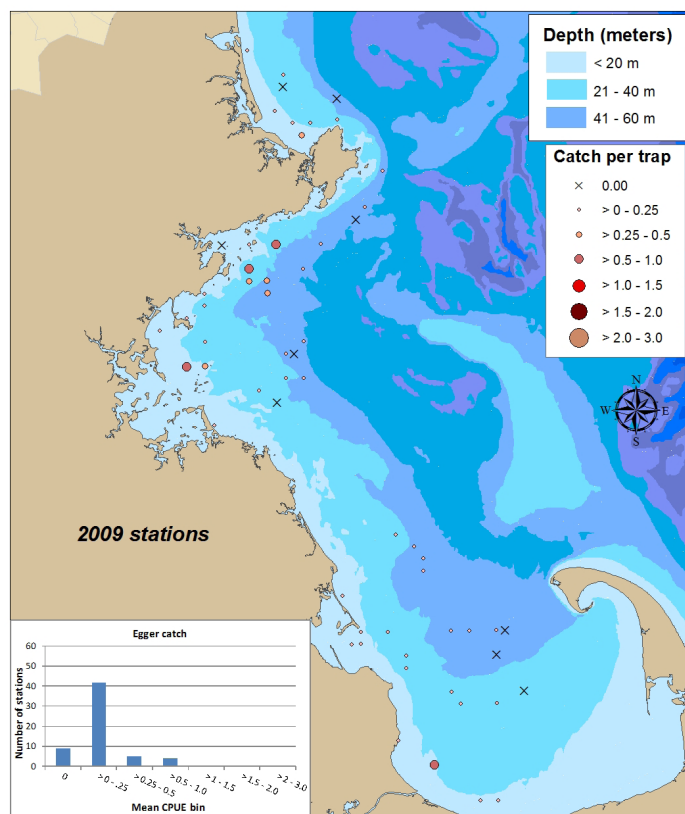 Depth (meters)
< 20 m
21 - 40 m
41 - 60 m
Catch per trap
0.00
> 0 - 0.25
> 0.25 - 0.5
> 0.5 - 1.0
> 1.0 - 1.5
> 1.5 - 2.0
> 2.0 - 3.0
N
W E
S
2009 stations
Egger catch
Number of stations
60
50
40
30
20
10
0
0 > 0 - .25 > 0.25 - 0.5 > 0.5 - 1.0 > 1 - 1.5 > 1.5 - 2.0 > 2 - 3.0
Mean CPUE bin